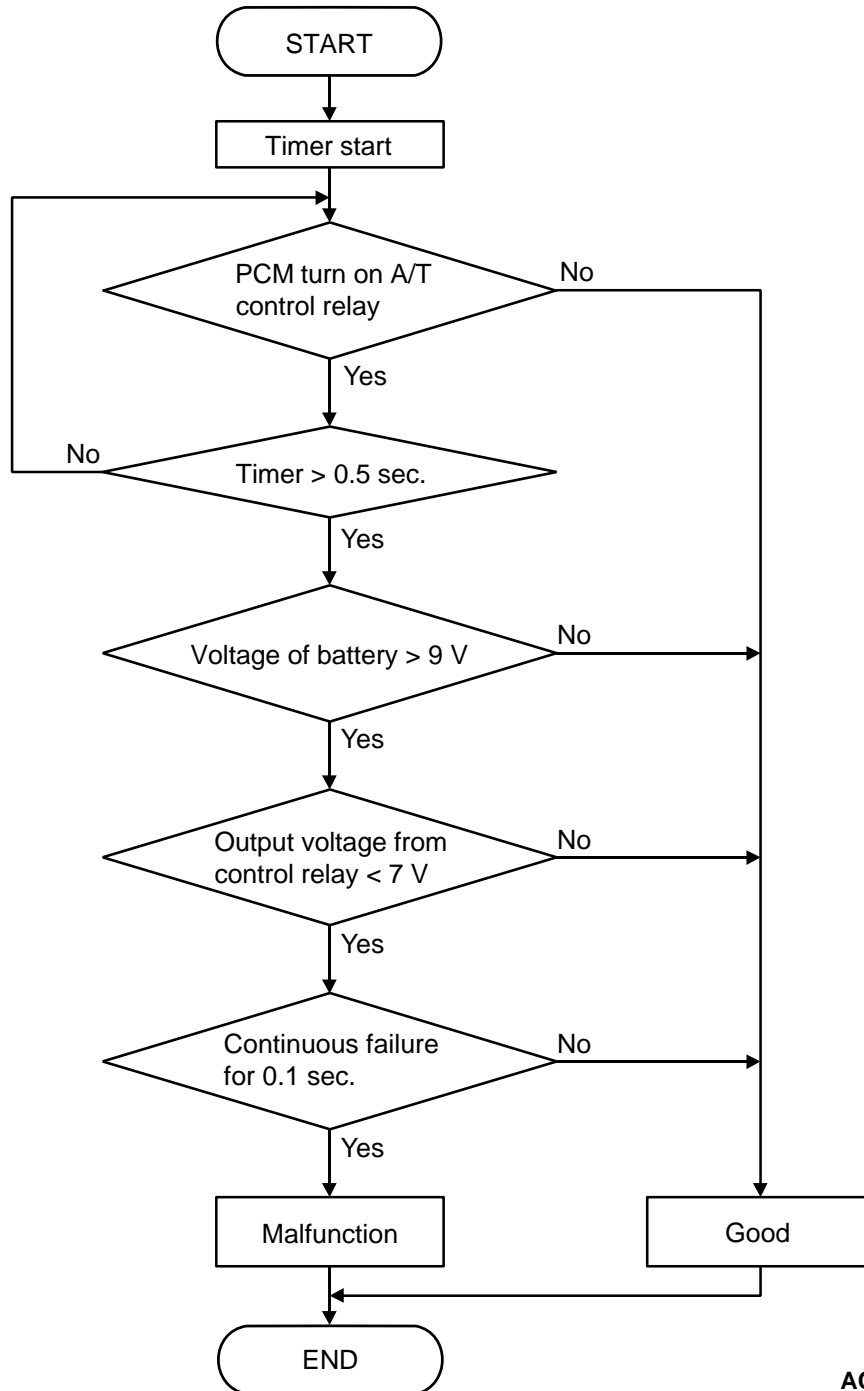 START
Timer start
PCM turn on A/T
control relay
No
Yes
No
Timer > 0.5 sec.
Yes
Voltage of battery > 9 V
No
Yes
Output voltage from
control relay < 7 V
No
Yes
Continuous failure
for 0.1 sec.
No
Yes
Malfunction
Good
END